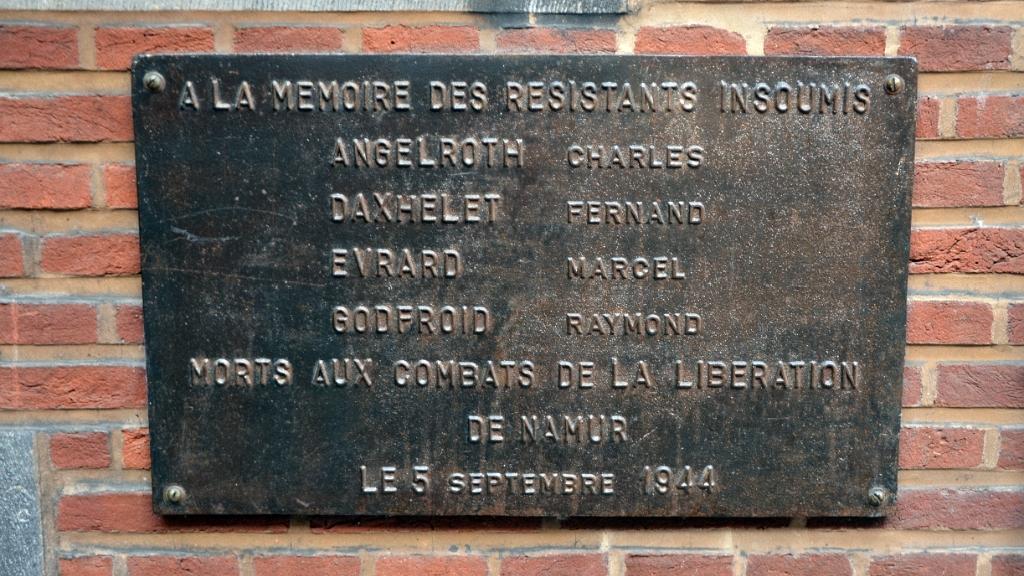 A LA MEMOIRE DES RESISTANTS INSOUMIS
ANGELROTH CHARLES
DAXHELET FERNAND
EVRARD MARCEL
GODFROID RAYMOND
MORTS AUX COMBATS DE LA LIBERATION
DE NAMUR
LE 5 SEPTEMBRE 1944